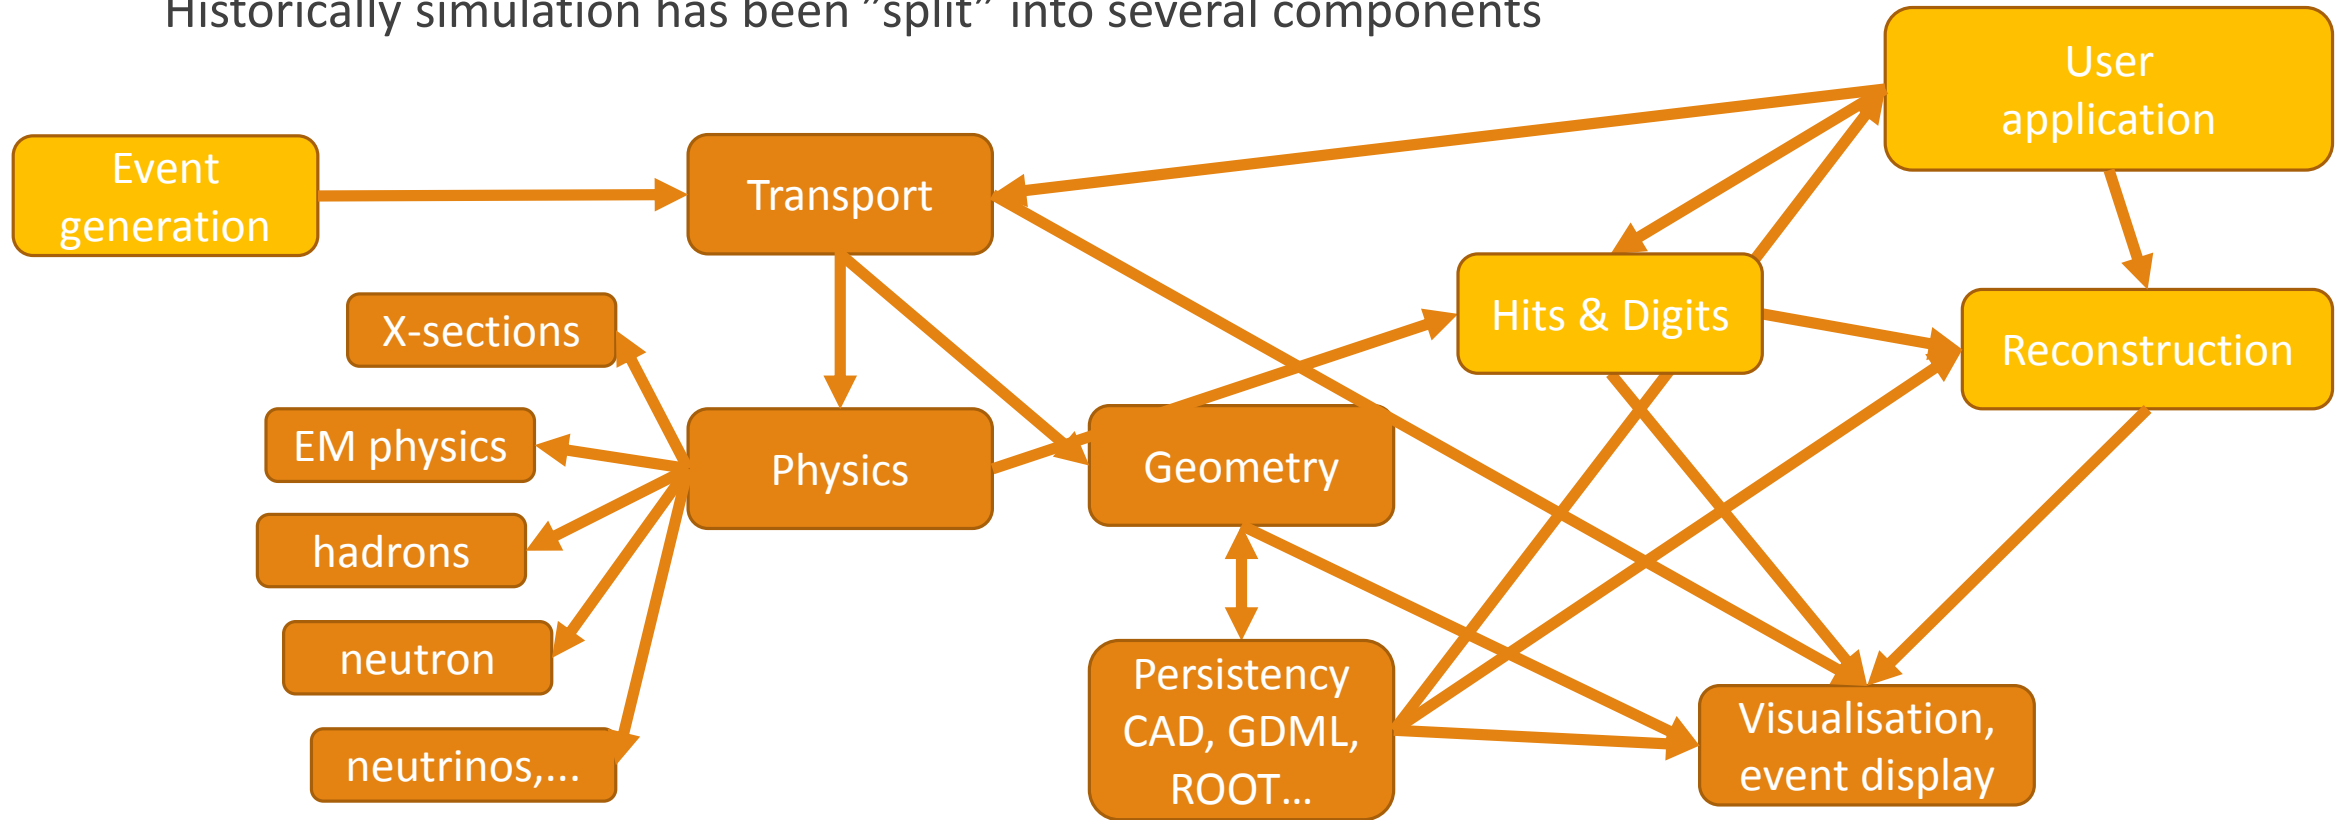 Historically simulation has been ”split” into several components
User
application
Event
generation
Transport
Hits & Digits
X-sections
Reconstruction
EM physics
Physics
Geometry
hadrons
neutron
Persistency
CAD, GDML,
ROOT…
Visualisation,
event display
neutrinos,...